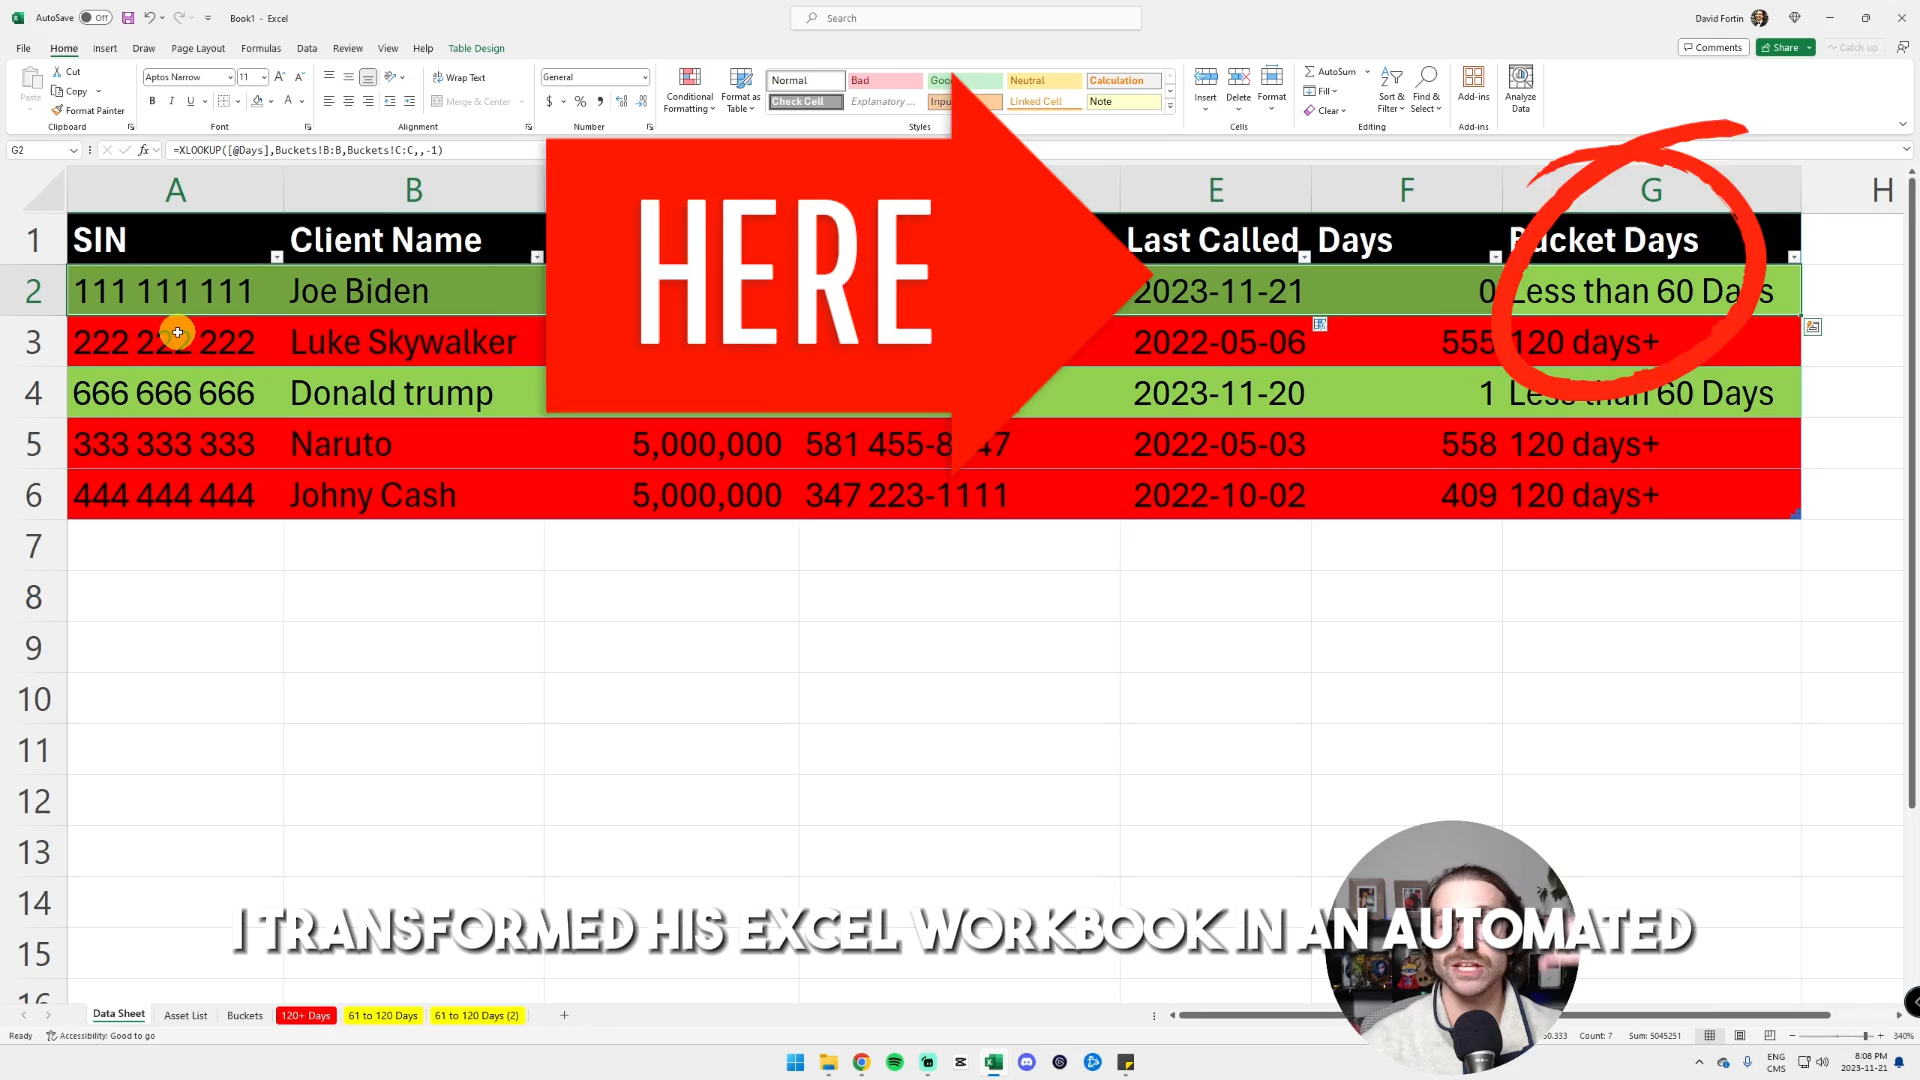 AutoSave Off Book1 - Excel Search David Fortin
File Home Insert Draw Page Layout Formulas Data Review View Help Table Design Comments Share Catch up
Paste Cut Copy Format Painter Clipboard
Aptos Narrow 11 B I U A Font
Wrap Text Merge & Center Alignment
General $ % Number
Conditional Formatting Format as Table
Normal Bad Neutral Calculation
Check Cell Explanatory ... Linked Cell Note
Styles
Insert Delete Format Cells
AutoSum Fill Clear Sort & Filter Find & Select Editing
Add-ins Add-ins
Analyze Data
G2 fx =XLOOKUP([@Days],Buckets!B:B,Buckets!C:C,,-1)
A B E F G H
1 SIN Client Name Last Called Days Bucket Days
2 111 111 111 Joe Biden 2023-11-21 0 Less than 60 Days
3 222 222 222 Luke Skywalker 2022-05-06 555 120 days+
4 666 666 666 Donald trump 2023-11-20 1 Less than 60 Days
5 333 333 333 Naruto 5,000,000 2022-05-03 558 120 days+
6 444 444 444 Johny Cash 5,000,000 347 223-1111 2022-10-02 409 120 days+
HERE
7
8
9
10
11
12
13
14
15
16
I TRANSFORMED HIS EXCEL WORKBOOK IN AN AUTOMATED
Data Sheet Asset List Buckets 120+ Days 61 to 120 Days 61 to 120 Days (2)
Ready Accessibility: Good to go Count: 7 Sum: 5045251 340%
ENG CMS 8:08 PM 2023-11-21